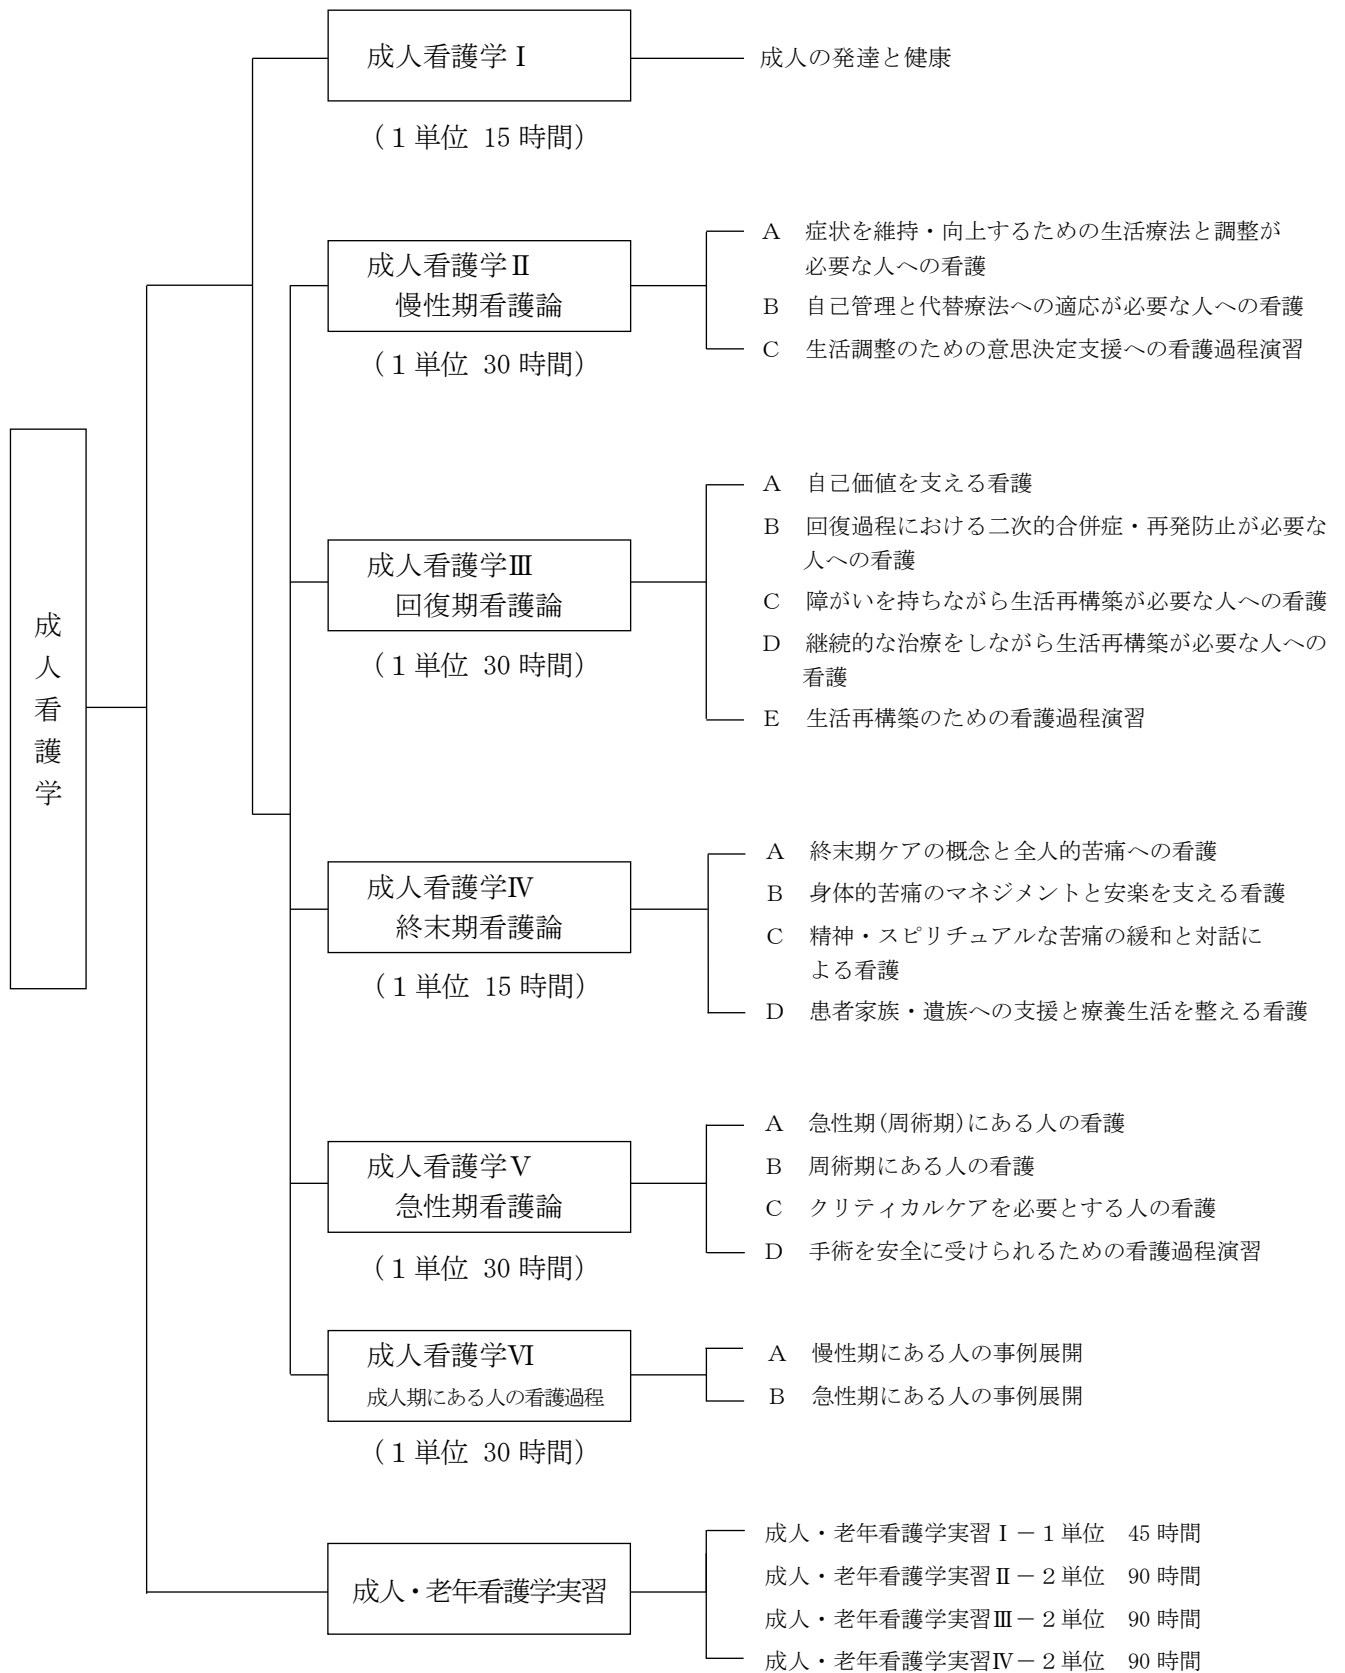 成人看護学
成人看護学Ⅰ
(１単位 15 時間)
成人の発達と健康
成人看護学Ⅱ
慢性期看護論
(１単位 30 時間)
A 症状を維持・向上するための生活療法と調整が
必要な人への看護
B 自己管理と代替療法への適応が必要な人への看護
C 生活調整のための意思決定支援への看護過程演習
成人看護学Ⅲ
回復期看護論
(１単位 30 時間)
A 自己価値を支える看護
B 回復過程における二次的合併症・再発防止が必要な
人への看護
C 障がいを持ちながら生活再構築が必要な人への看護
D 継続的な治療をしながら生活再構築が必要な人への
看護
E 生活再構築のための看護過程演習
成人看護学Ⅳ
終末期看護論
(１単位 15 時間)
A 終末期ケアの概念と全人的苦痛への看護
B 身体的苦痛のマネジメントと安楽を支える看護
C 精神・スピリチュアルな苦痛の緩和と対話に
よる看護
D 患者家族・遺族への支援と療養生活を整える看護
成人看護学Ⅴ
急性期看護論
(１単位 30 時間)
A 急性期(周術期)にある人の看護
B 周術期にある人の看護
C クリティカルケアを必要とする人の看護
D 手術を安全に受けられるための看護過程演習
成人看護学Ⅵ
成人期にある人の看護過程
(１単位 30 時間)
A 慢性期にある人の事例展開
B 急性期にある人の事例展開
成人・老年看護学実習
成人・老年看護学実習Ⅰ－１単位 45 時間
成人・老年看護学実習Ⅱ－２単位 90 時間
成人・老年看護学実習Ⅲ－２単位 90 時間
成人・老年看護学実習Ⅳ－２単位 90 時間